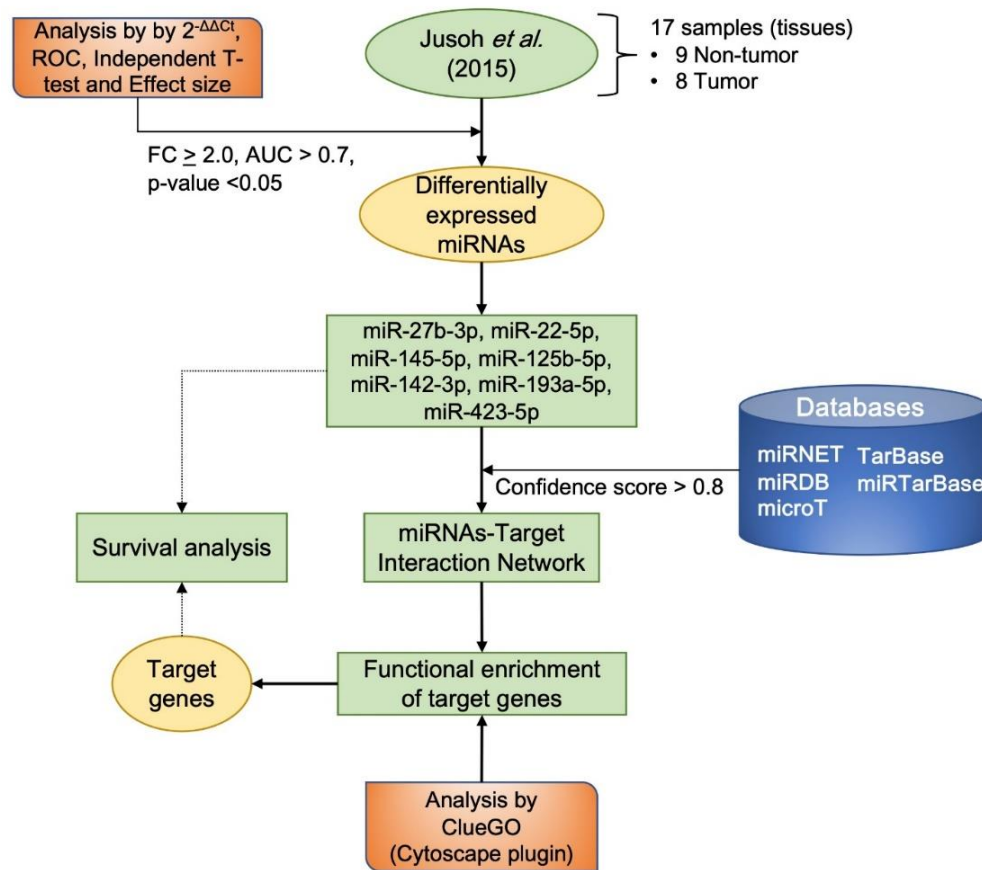 Analysis by by 2-ΔΔCt,
ROC, Independent T-
test and Effect size
Jusoh et al.
(2015)
17 samples (tissues)
• 9 Non-tumor
• 8 Tumor
FC ≥ 2.0, AUC > 0.7,
p-value <0.05
Differentially
expressed
miRNAs
miR-27b-3p, miR-22-5p,
miR-145-5p, miR-125b-5p,
miR-142-3p, miR-193a-5p,
miR-423-5p
Databases
miRNET TarBase
miRDB miRTarBase
microT
Confidence score > 0.8
miRNAs-Target
Interaction Network
Survival analysis
Target
genes
Functional enrichment
of target genes
Analysis by
ClueGO
(Cytoscape plugin)